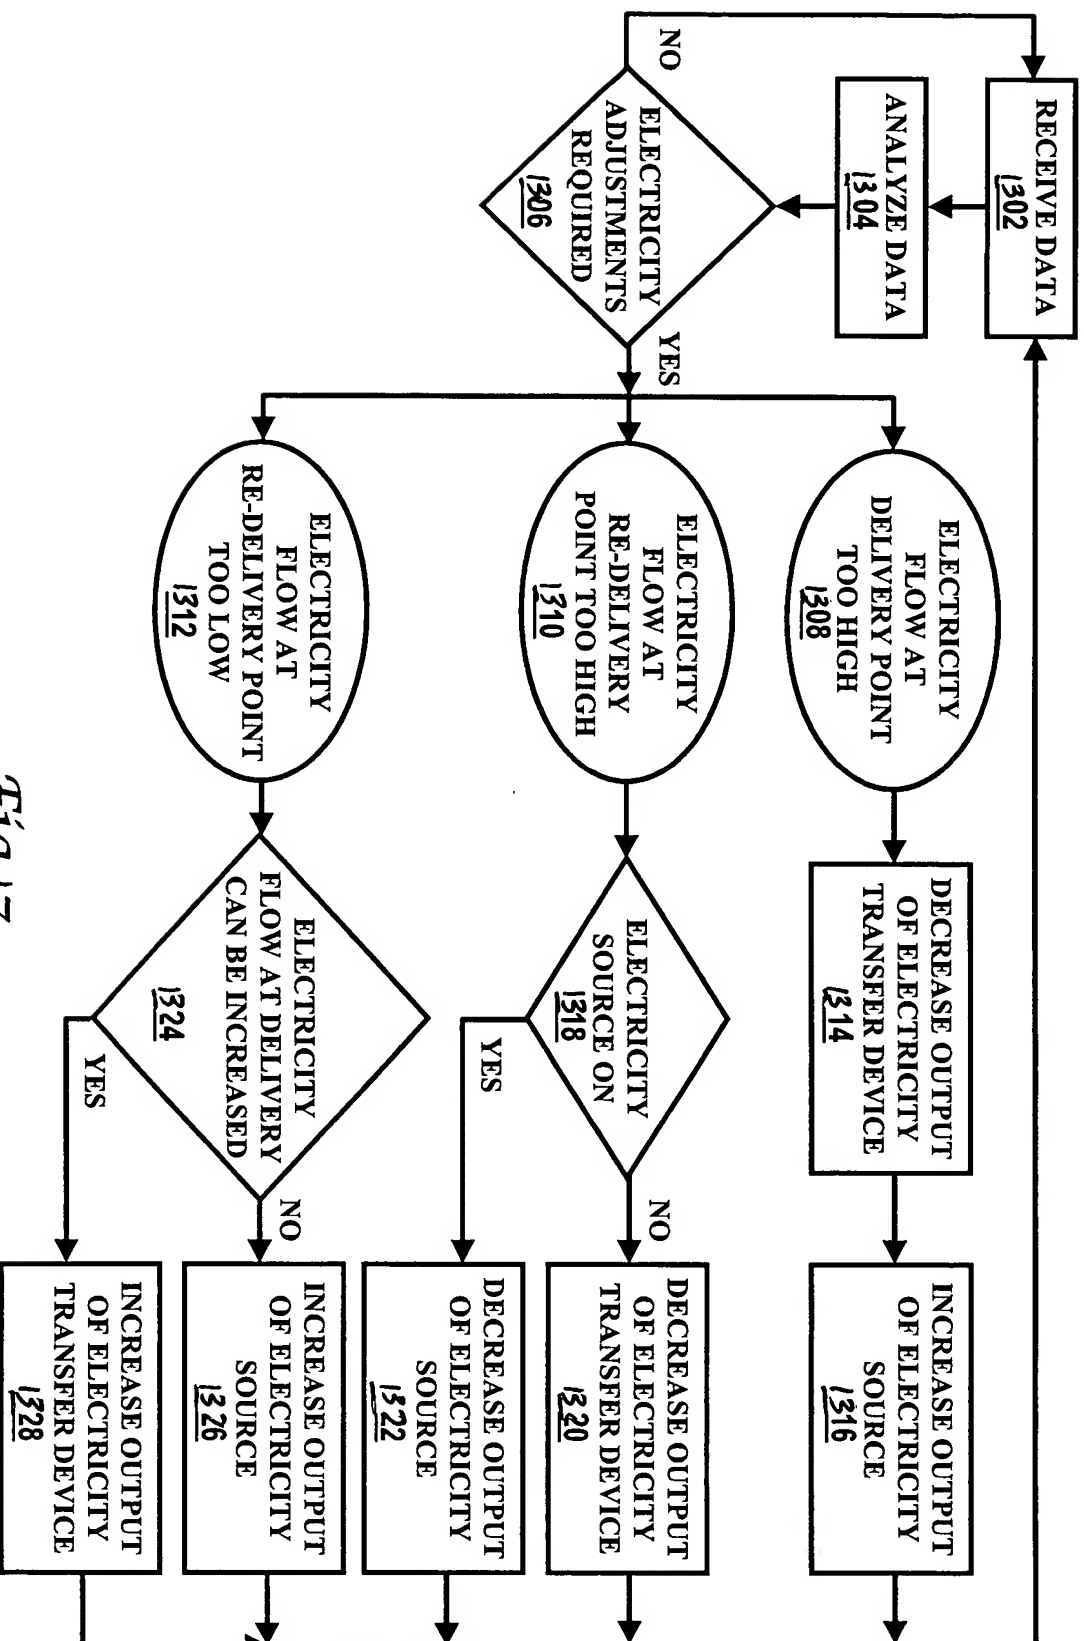 RECEIVE DATA
1302
ANALYZE DATA
1304
NO
ELECTRICITY
ADJUSTMENTS
REQUIRED
1306
YES
ELECTRICITY
FLOW AT
DELIVERY POINT
TOO HIGH
1308
DECREASE OUTPUT
OF ELECTRICITY
TRANSFER DEVICE
1314
INCREASE OUTPUT
OF ELECTRICITY
SOURCE
1316
ELECTRICITY
FLOW AT
RE-DELIVERY
POINT TOO HIGH
1310
ELECTRICITY
SOURCE ON
1318
NO
YES
DECREASE OUTPUT
OF ELECTRICITY
TRANSFER DEVICE
1320
DECREASE OUTPUT
OF ELECTRICITY
SOURCE
1322
ELECTRICITY
FLOW AT
RE-DELIVERY POINT
TOO LOW
1312
ELECTRICITY
FLOW AT DELIVERY
CAN BE INCREASED
1324
NO
YES
INCREASE OUTPUT
OF ELECTRICITY
SOURCE
1326
INCREASE OUTPUT
OF ELECTRICITY
TRANSFER DEVICE
1328